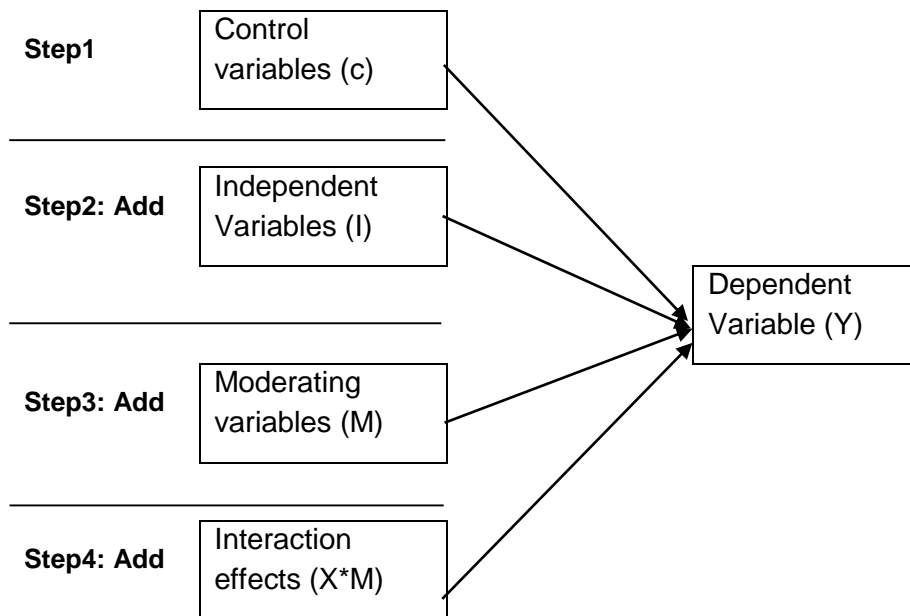 Step1
Control
variables (c)
Step2: Add
Independent
Variables (I)
Dependent
Variable (Y)
Step3: Add
Moderating
variables (M)
Step4: Add
Interaction
effects (X*M)